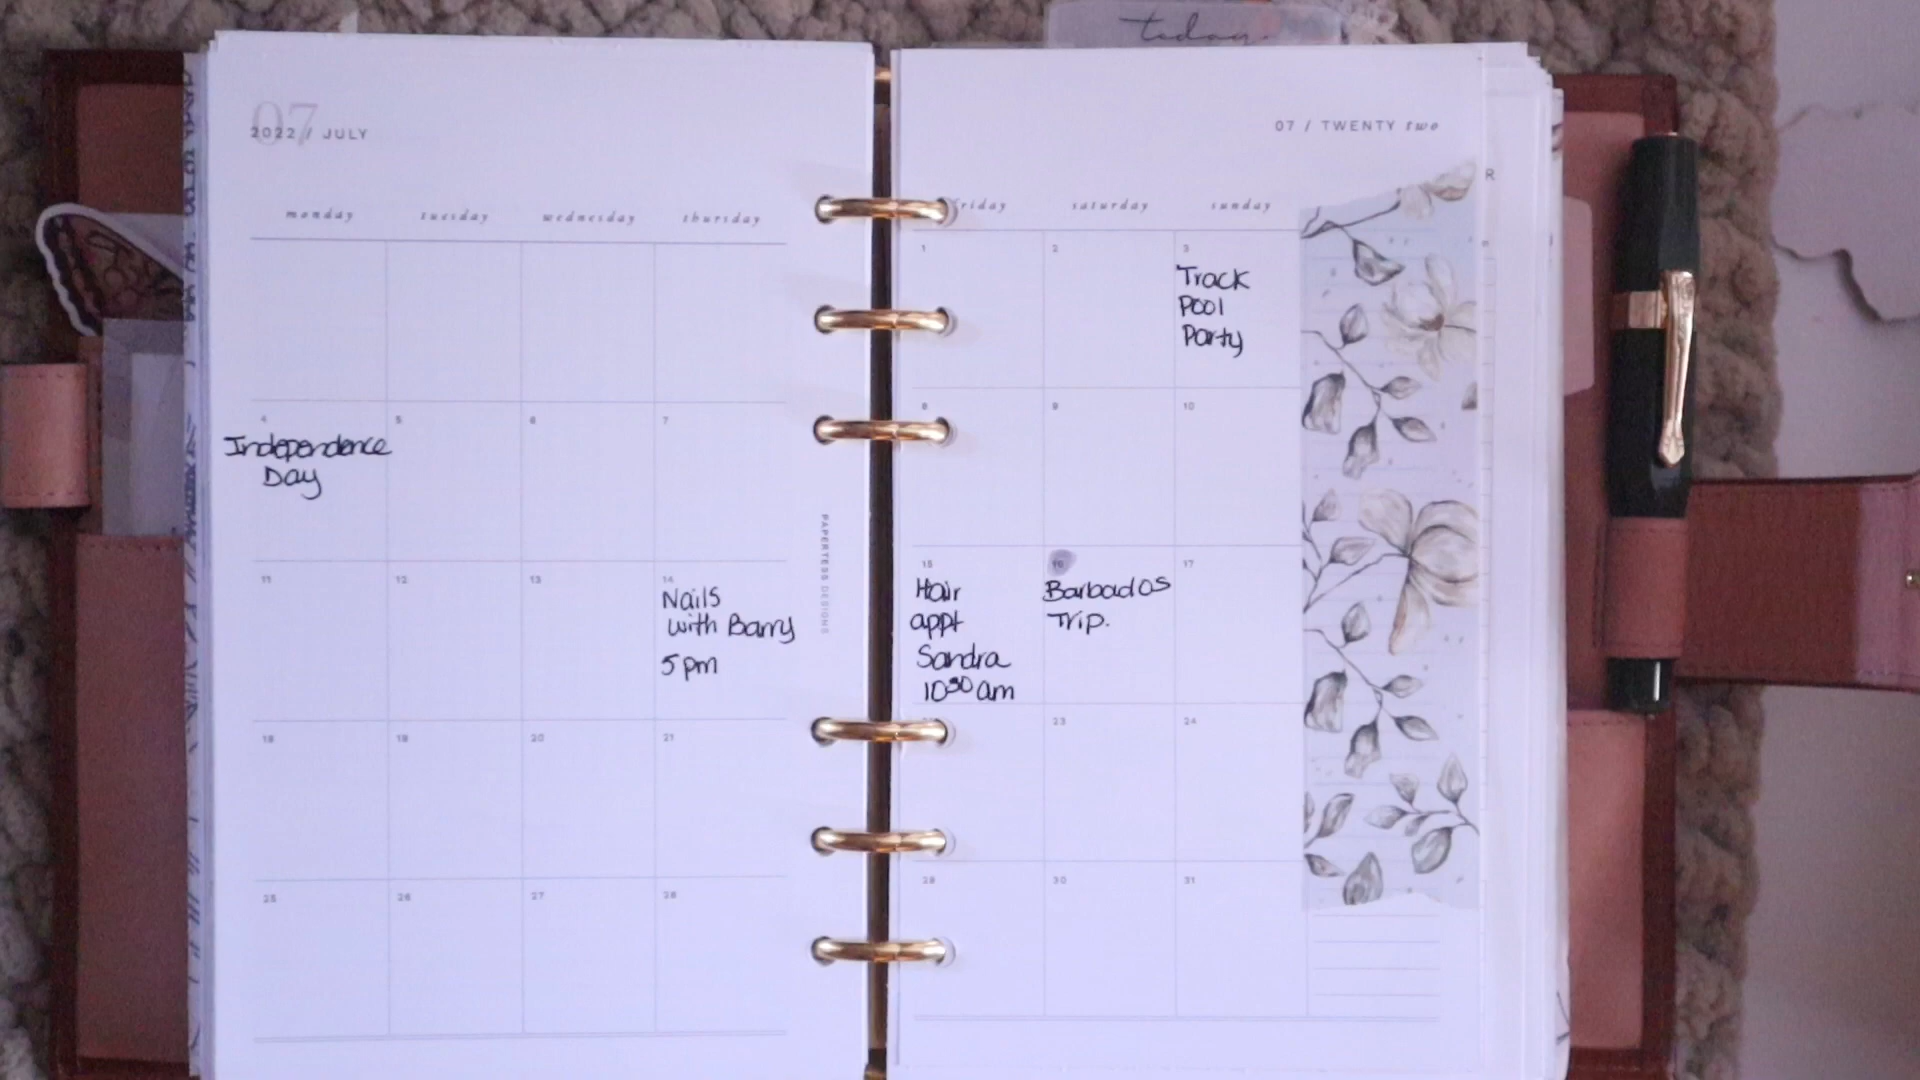 today
07
2022 / JULY
07 / TWENTY two
R
monday tuesday wednesday thursday
friday saturday sunday
1 2 3
Track
Pool
Party
4 5 6 7
Independence
Day
8 9 10
11 12 13 14
Nails
with Barry
5pm
15 16 17
Hair
appt
Sandra
10³⁰ am
Barbados
Trip.
18 19 20 21
23 24
25 26 27 28
29 30 31
PAPERTESS DESIGNS